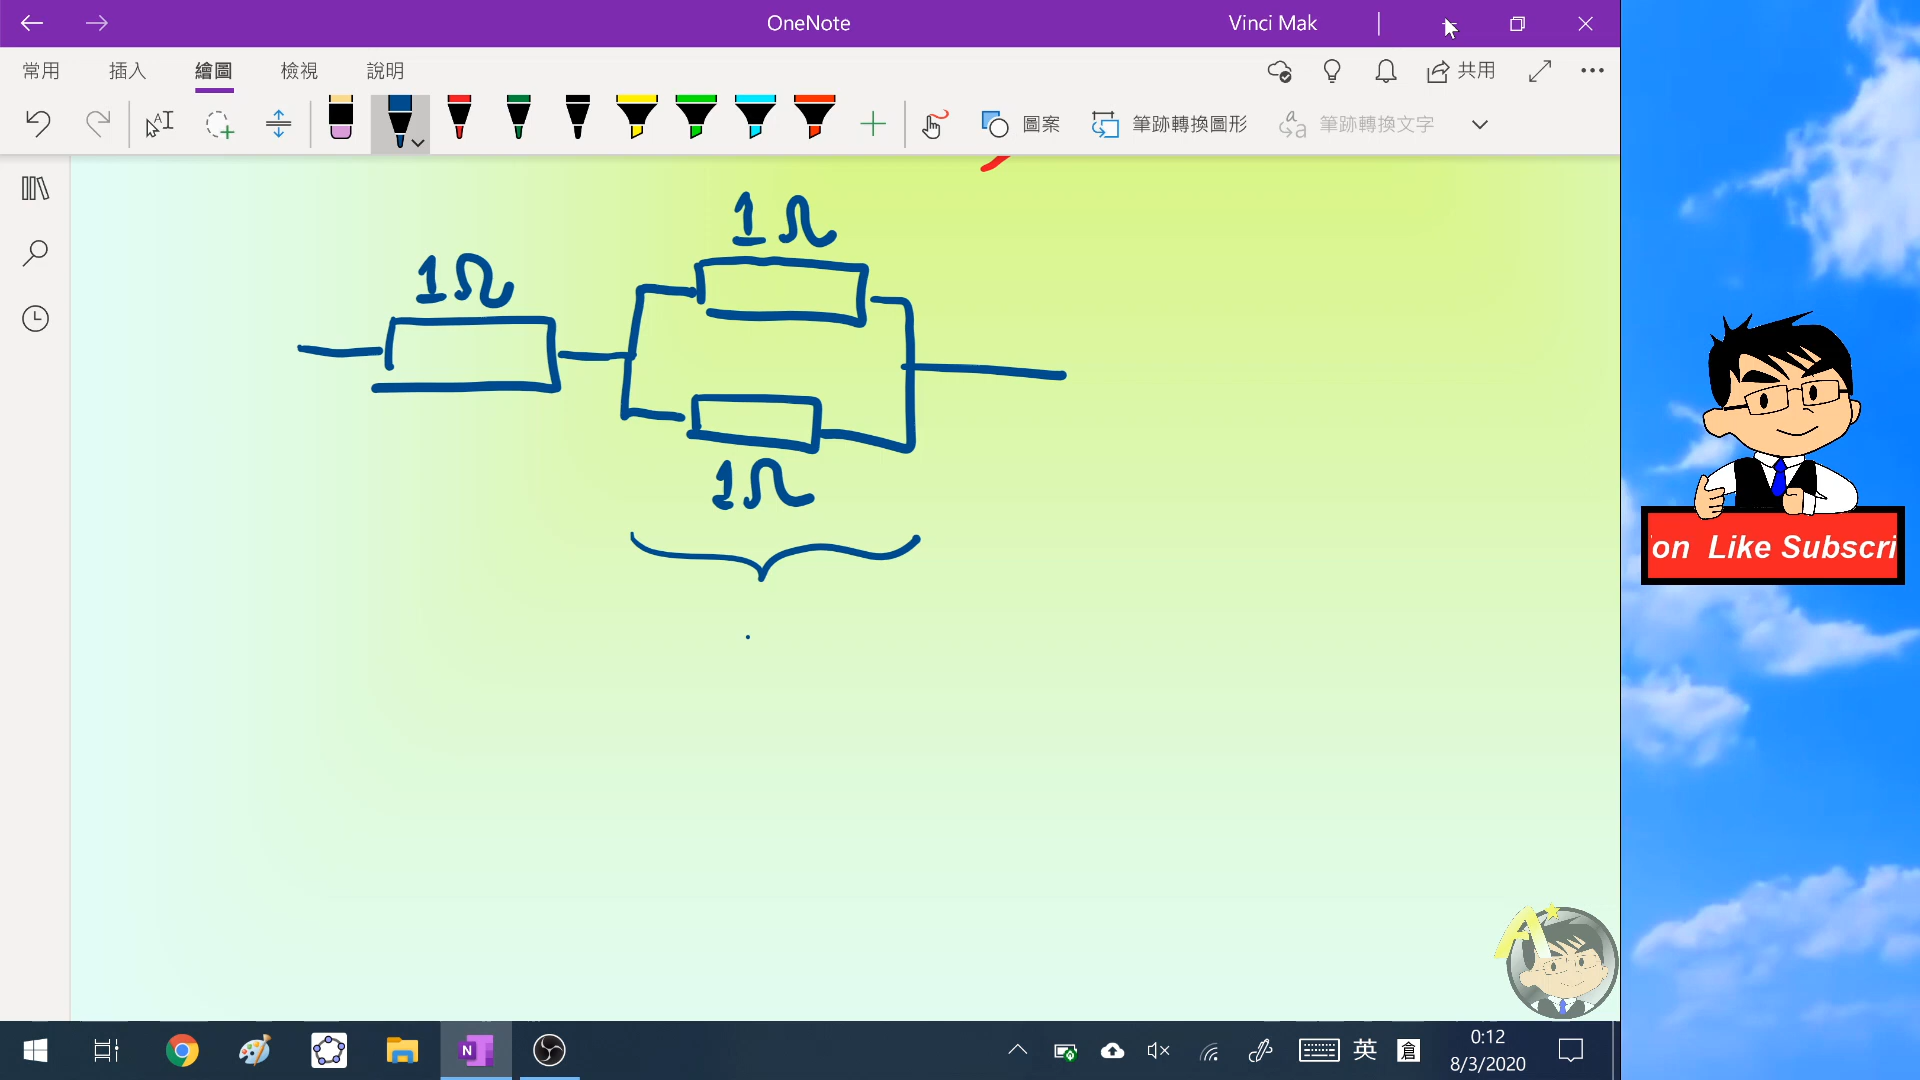 OneNote
Vinci Mak
常用 插入 繪圖 檢視 說明
共用
圖案 筆跡轉換圖形 筆跡轉換文字
1Ω
1Ω
1Ω
on Like Subscri
A
英 倉
0:12
8/3/2020